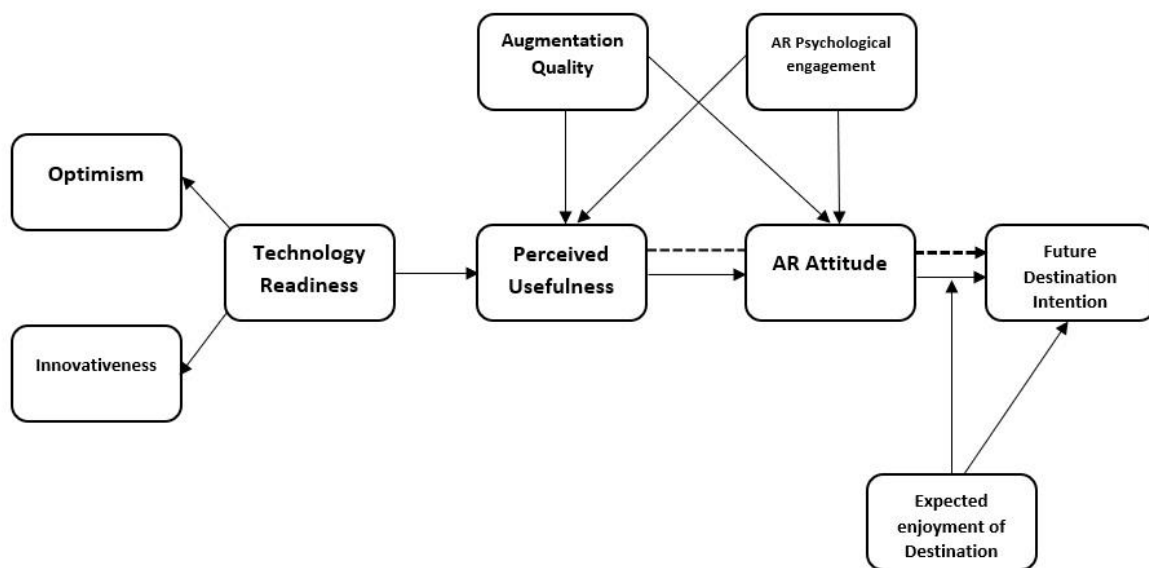 Augmentation
Quality
AR Psychological
engagement
Optimism
Technology
Readiness
Perceived
Usefulness
AR Attitude
Future
Destination
Intention
Innovativeness
Expected
enjoyment of
Destination